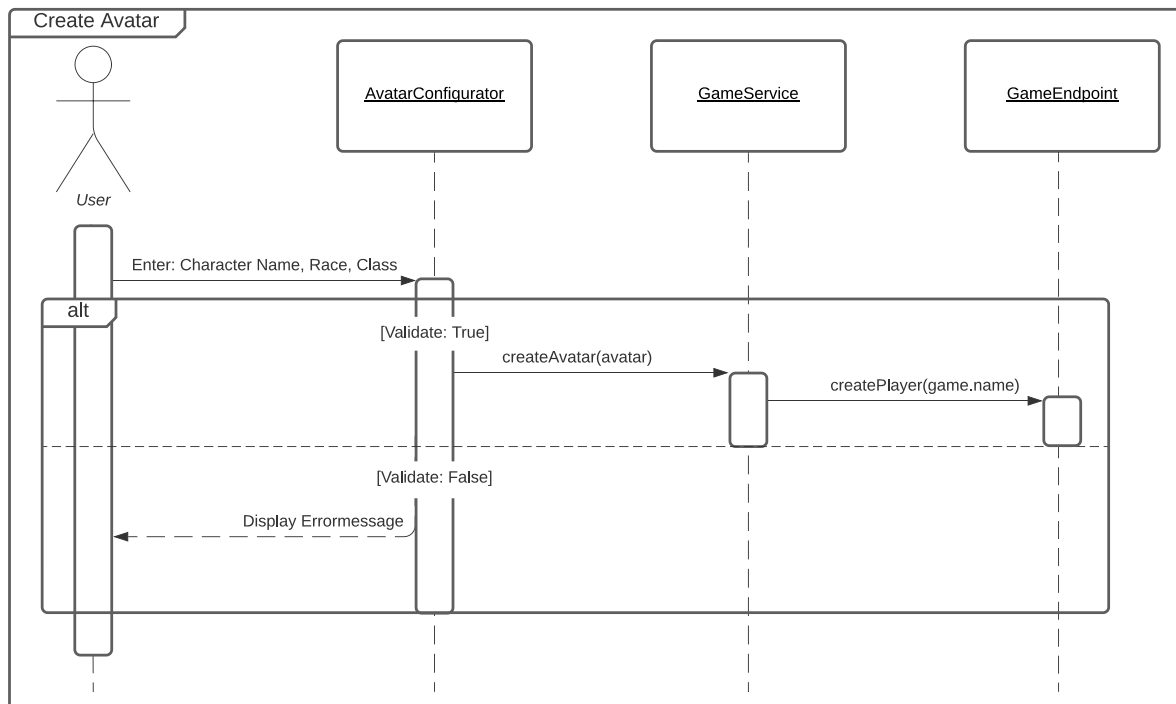 Create Avatar
AvatarConfigurator
GameService
GameEndpoint
User
Enter: Character Name, Race, Class
alt
[Validate: True]
createAvatar(avatar)
createPlayer(game.name)
[Validate: False]
Display Errormessage